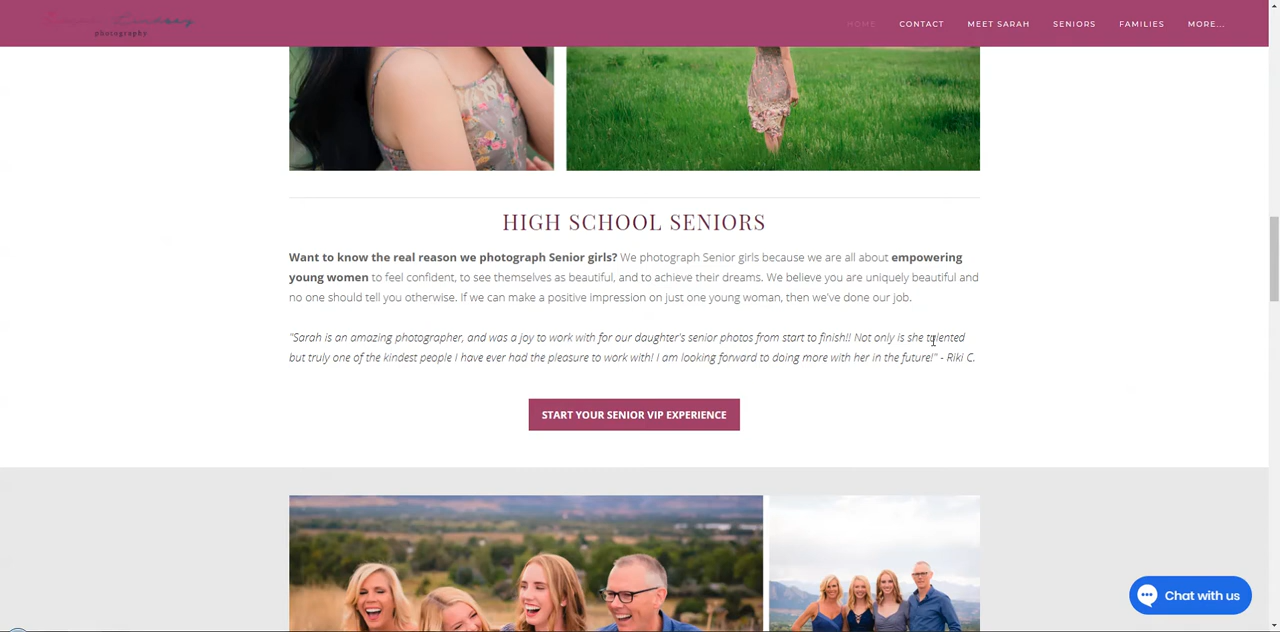 photography
HOME
CONTACT
MEET SARAH
SENIORS
FAMILIES
MORE...
HIGH SCHOOL SENIORS
Want to know the real reason we photograph Senior girls? We photograph Senior girls because we are all about empowering
young women to feel confident, to see themselves as beautiful, and to achieve their dreams. We believe you are uniquely beautiful and
no one should tell you otherwise. If we can make a positive impression on just one young woman, then we've done our job.
"Sarah is an amazing photographer, and was a joy to work with for our daughter's senior photos from start to finish!! Not only is she talented
but truly one of the kindest people I have ever had the pleasure to work with! I am looking forward to doing more with her in the future!" - Riki C.
START YOUR SENIOR VIP EXPERIENCE
Chat with us